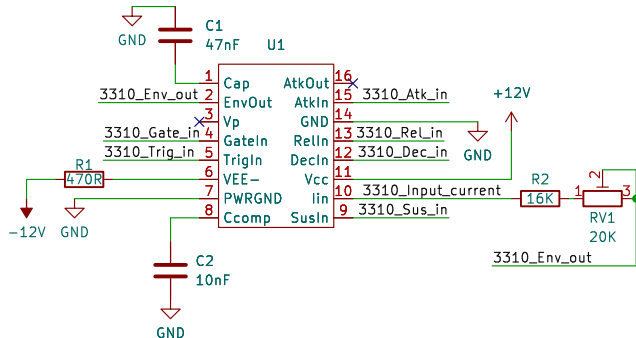 C1
GND
47nF
U1
1 Cap
AtkOut 16
3310_Env_out 2 EnvOut
AtkIn 15 3310_Atk_in
+12V
3 Vp
GND 14
GND
3310_Gate_in 4 GateIn
RelIn 13 3310_Rel_in
3310_Trig_in 5 TrigIn
DecIn 12 3310_Dec_in
R1
470R
6 VEE-
Vcc 11
-12V
GND
7 PWRGND
Iin 10 3310_Input_current
R2
16K
1 2 3
RV1
20K
8 Ccomp
SusIn 9 3310_Sus_in
3310_Env_out
C2
10nF
GND